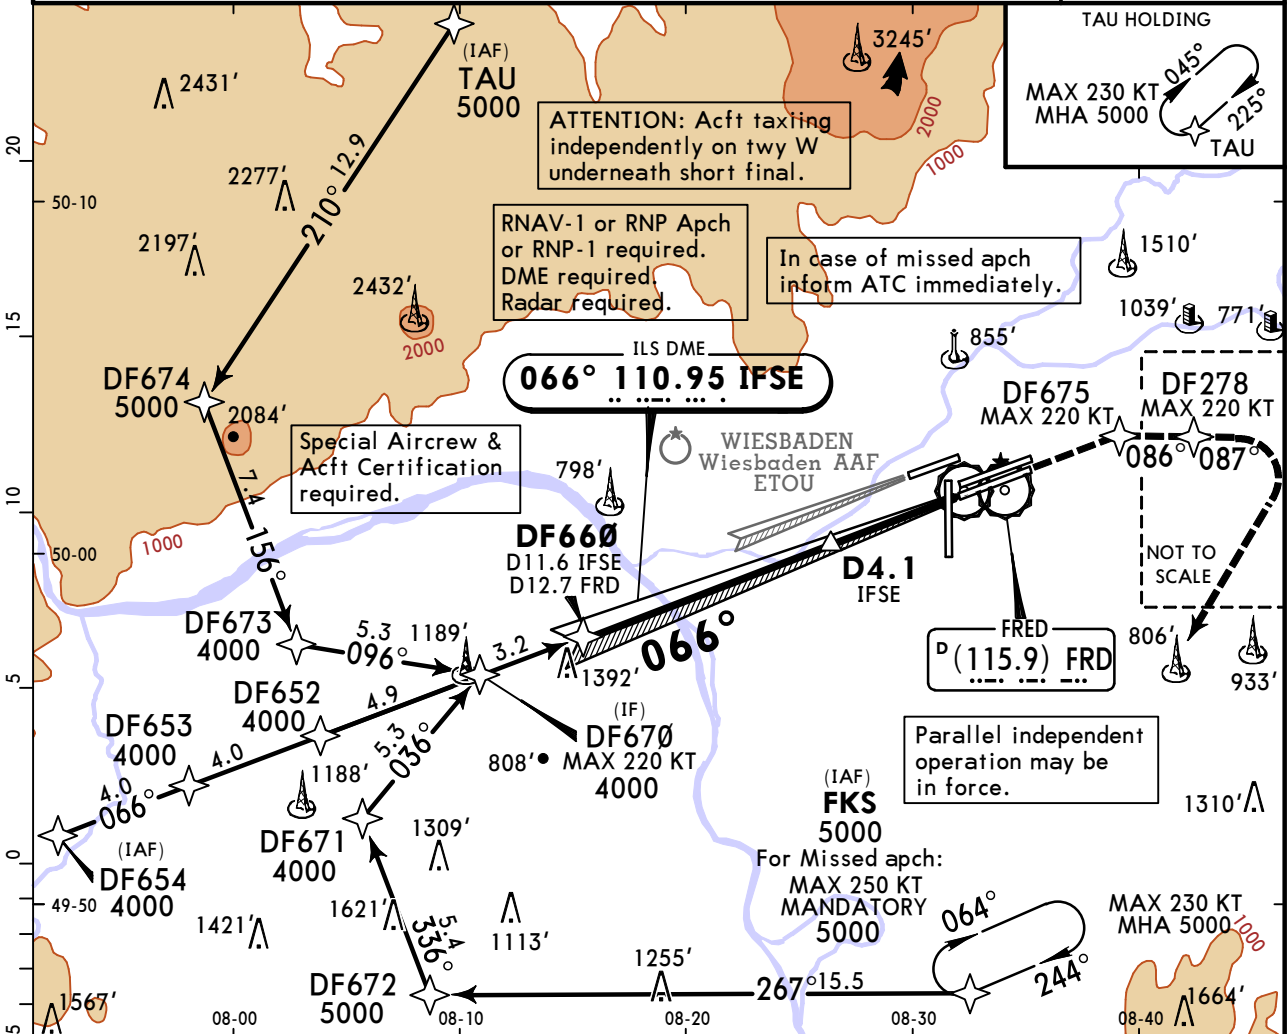 TAU HOLDING
045°
MAX 230 KT
MHA 5000
225°
TAU
(IAF)
TAU
5000
3245'
2431'
2000
1000
ATTENTION: Acft taxiing
independently on twy W
underneath short final.
20
50-10
12.9
210°
2277'
2197'
RNAV-1 or RNP Apch
or RNP-1 required.
DME required.
Radar required.
In case of missed apch
inform ATC immediately.
1510'
2432'
2000
1039'
771'
15
855'
ILS DME
066° 110.95 IFSE
DF674
5000
2084'
DF675
MAX 220 KT
DF278
MAX 220 KT
086°
087°
Special Aircrew &
Acft Certification
required.
WIESBADEN
Wiesbaden AAF
ETOU
798'
7.4
156°
10
1000
50-00
DF66Ø
D11.6 IFSE
D12.7 FRD
D4.1
IFSE
NOT TO
SCALE
DF673
4000
5.3
096°
1189'
3.2
066°
1392'
FRED
D (115.9) FRD
806'
933'
5
DF652
4000
4.9
DF653
4000
4.0
5.3
036°
(IF)
DF67Ø
MAX 220 KT
4000
808'
Parallel independent
operation may be
in force.
4.0
066°
1188'
(IAF)
FKS
5000
For Missed apch:
MAX 250 KT
MANDATORY
5000
1310'
0
(IAF)
DF654
4000
DF671
4000
1309'
49-50
1421'
1621'
1113'
5.4
336°
064°
244°
MAX 230 KT
MHA 5000
1000
DF672
5000
1255'
267°
15.5
1567'
1664'
5
08-00
08-10
08-20
08-30
08-40